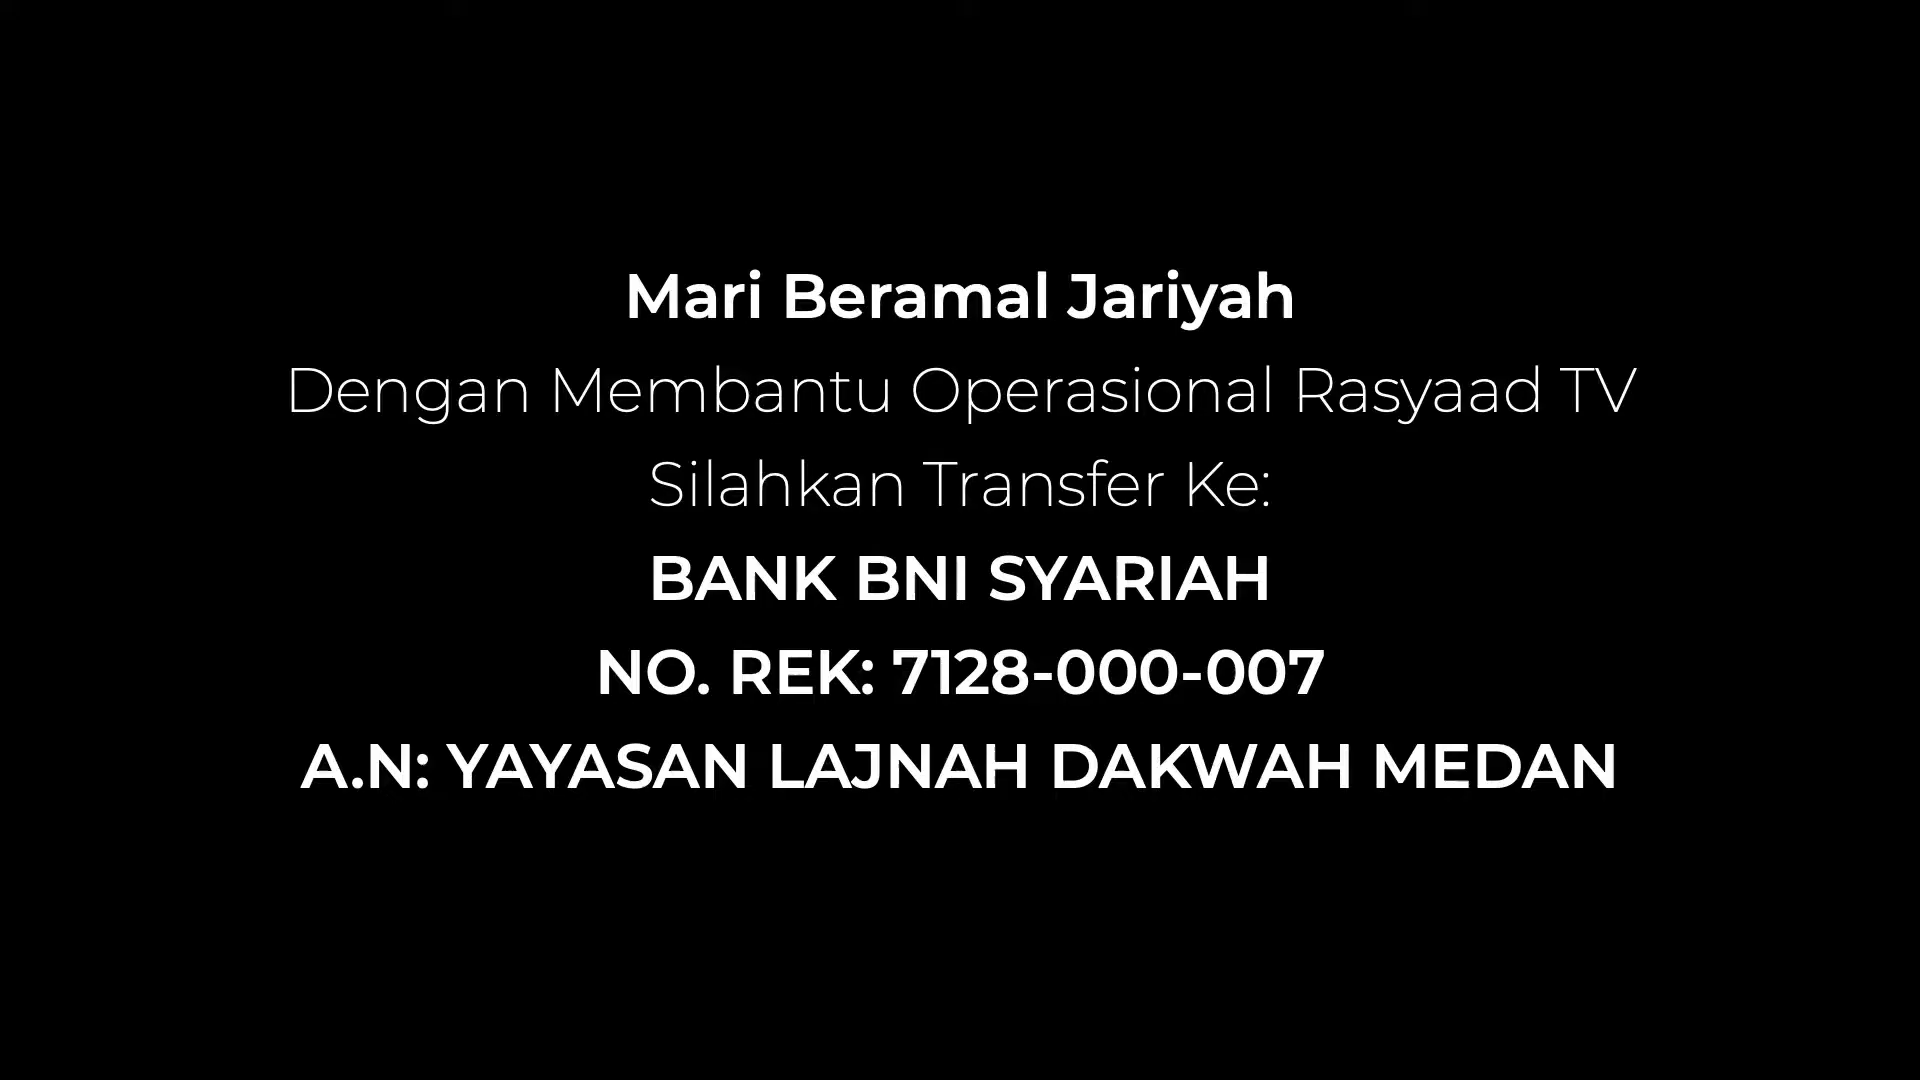 Mari Beramal Jariyah
Dengan Membantu Operasional Rasyaad TV
Silahkan Transfer Ke:
BANK BNI SYARIAH
NO. REK: 7128-000-007
A.N: YAYASAN LAJNAH DAKWAH MEDAN